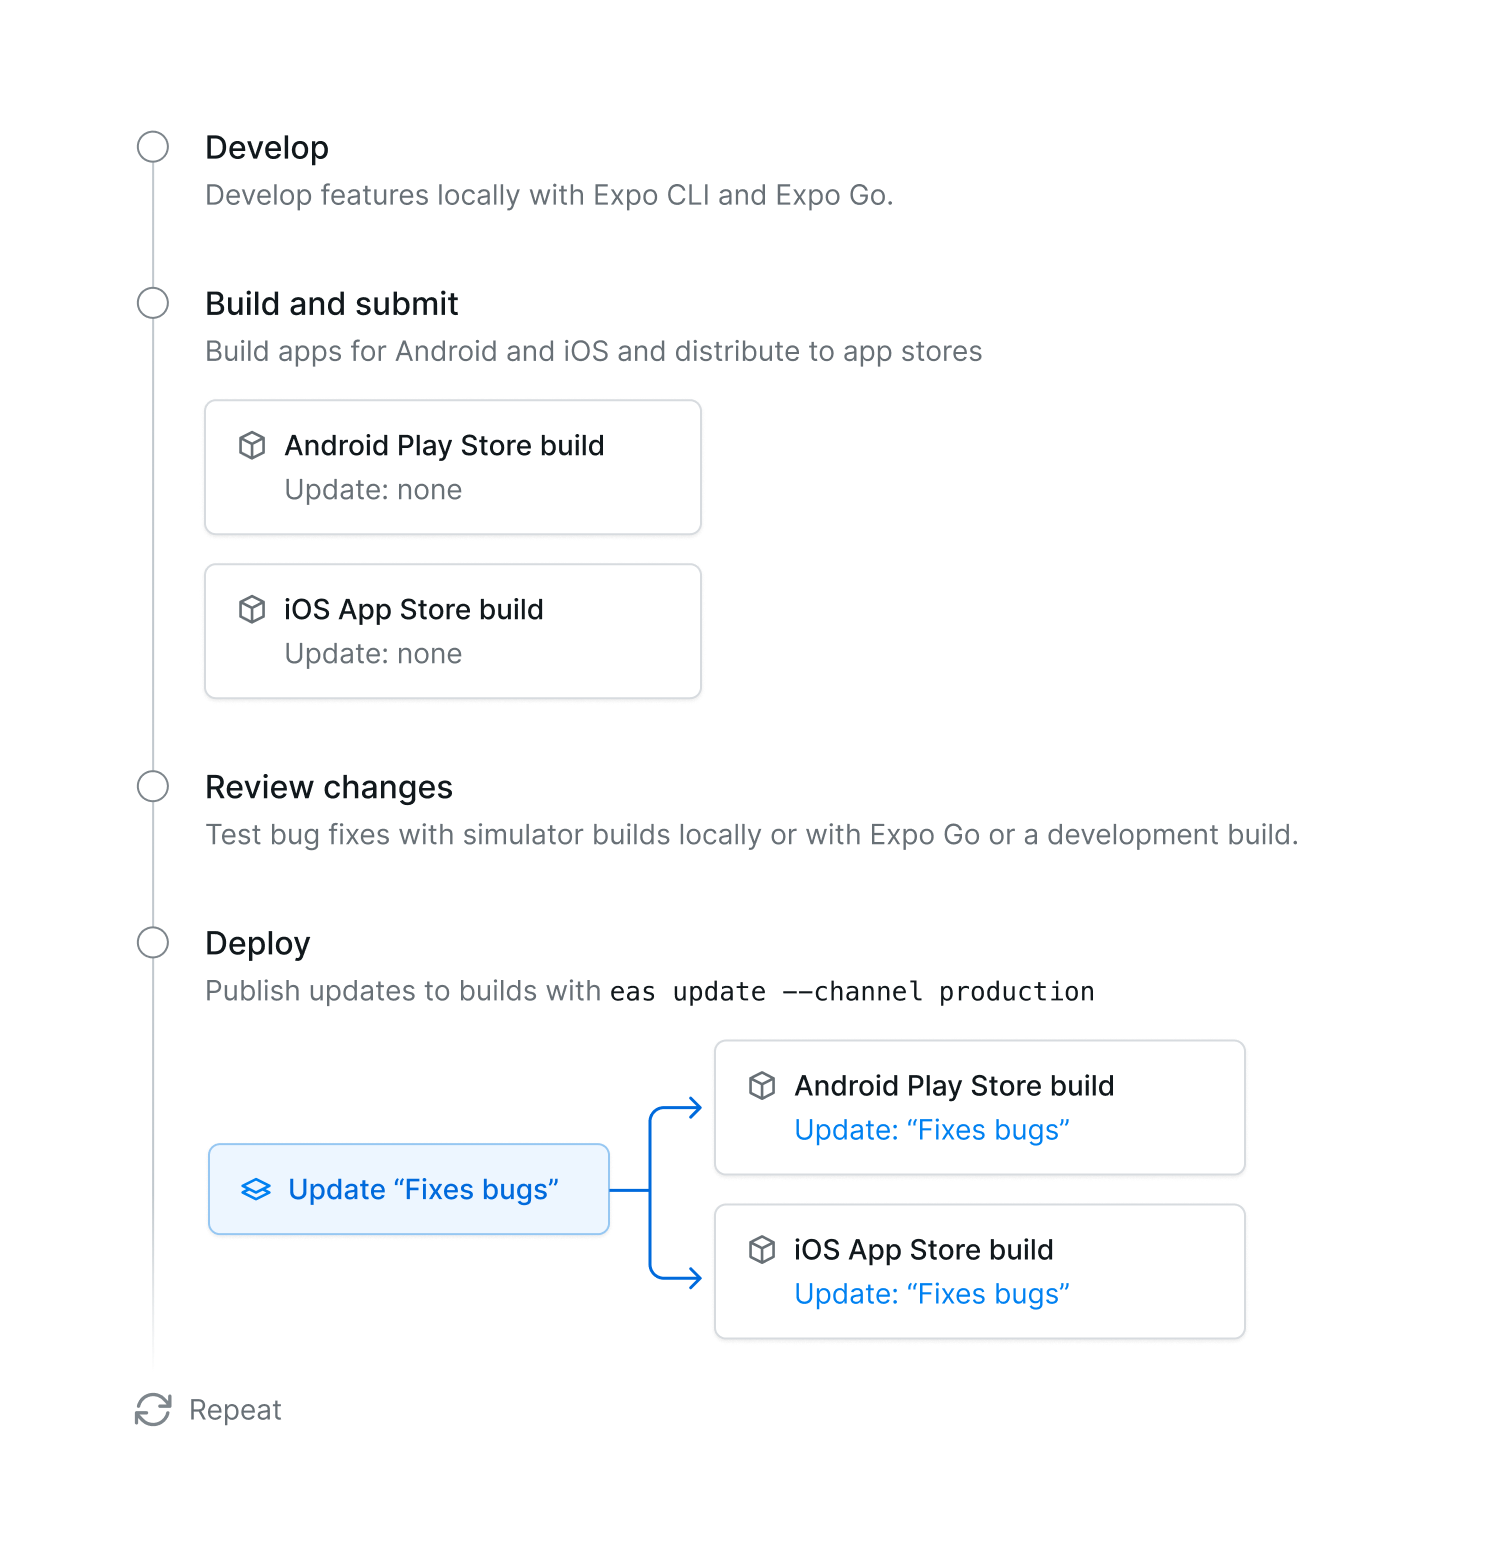 Develop
Develop features locally with Expo CLI and Expo Go.
Build and submit
Build apps for Android and iOS and distribute to app stores
Android Play Store build
Update: none
iOS App Store build
Update: none
Review changes
Test bug fixes with simulator builds locally or with Expo Go or a development build.
Deploy
Publish updates to builds with eas update --channel production
Update “Fixes bugs”
Android Play Store build
Update: “Fixes bugs”
iOS App Store build
Update: “Fixes bugs”
Repeat